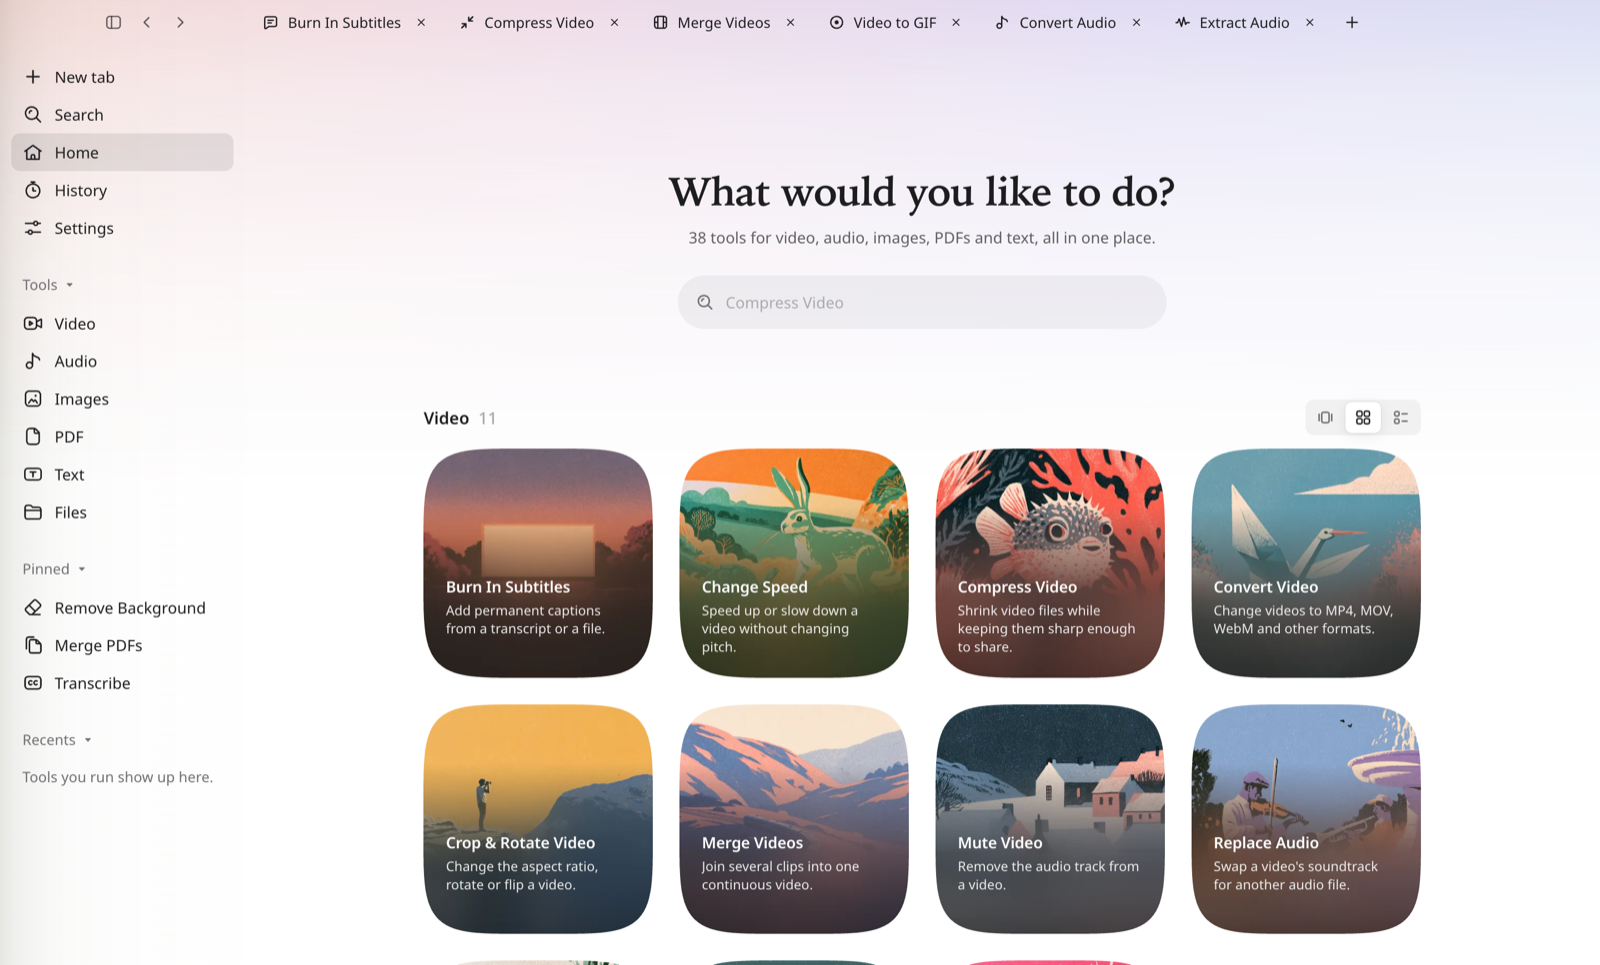 Burn In Subtitles
Compress Video
Merge Videos
Video to GIF
Convert Audio
Extract Audio
New tab
Search
Home
History
Settings
Tools
Video
Audio
Images
PDF
Text
Files
Pinned
Remove Background
Merge PDFs
Transcribe
Recents
Tools you run show up here.
What would you like to do?
38 tools for video, audio, images, PDFs and text, all in one place.
Compress Video
Video 11
Burn In Subtitles
Add permanent captions
from a transcript or a file.
Change Speed
Speed up or slow down a
video without changing
pitch.
Compress Video
Shrink video files while
keeping them sharp enough
to share.
Convert Video
Change videos to MP4, MOV,
WebM and other formats.
Crop & Rotate Video
Change the aspect ratio,
rotate or flip a video.
Merge Videos
Join several clips into one
continuous video.
Mute Video
Remove the audio track from
a video.
Replace Audio
Swap a video's soundtrack
for another audio file.